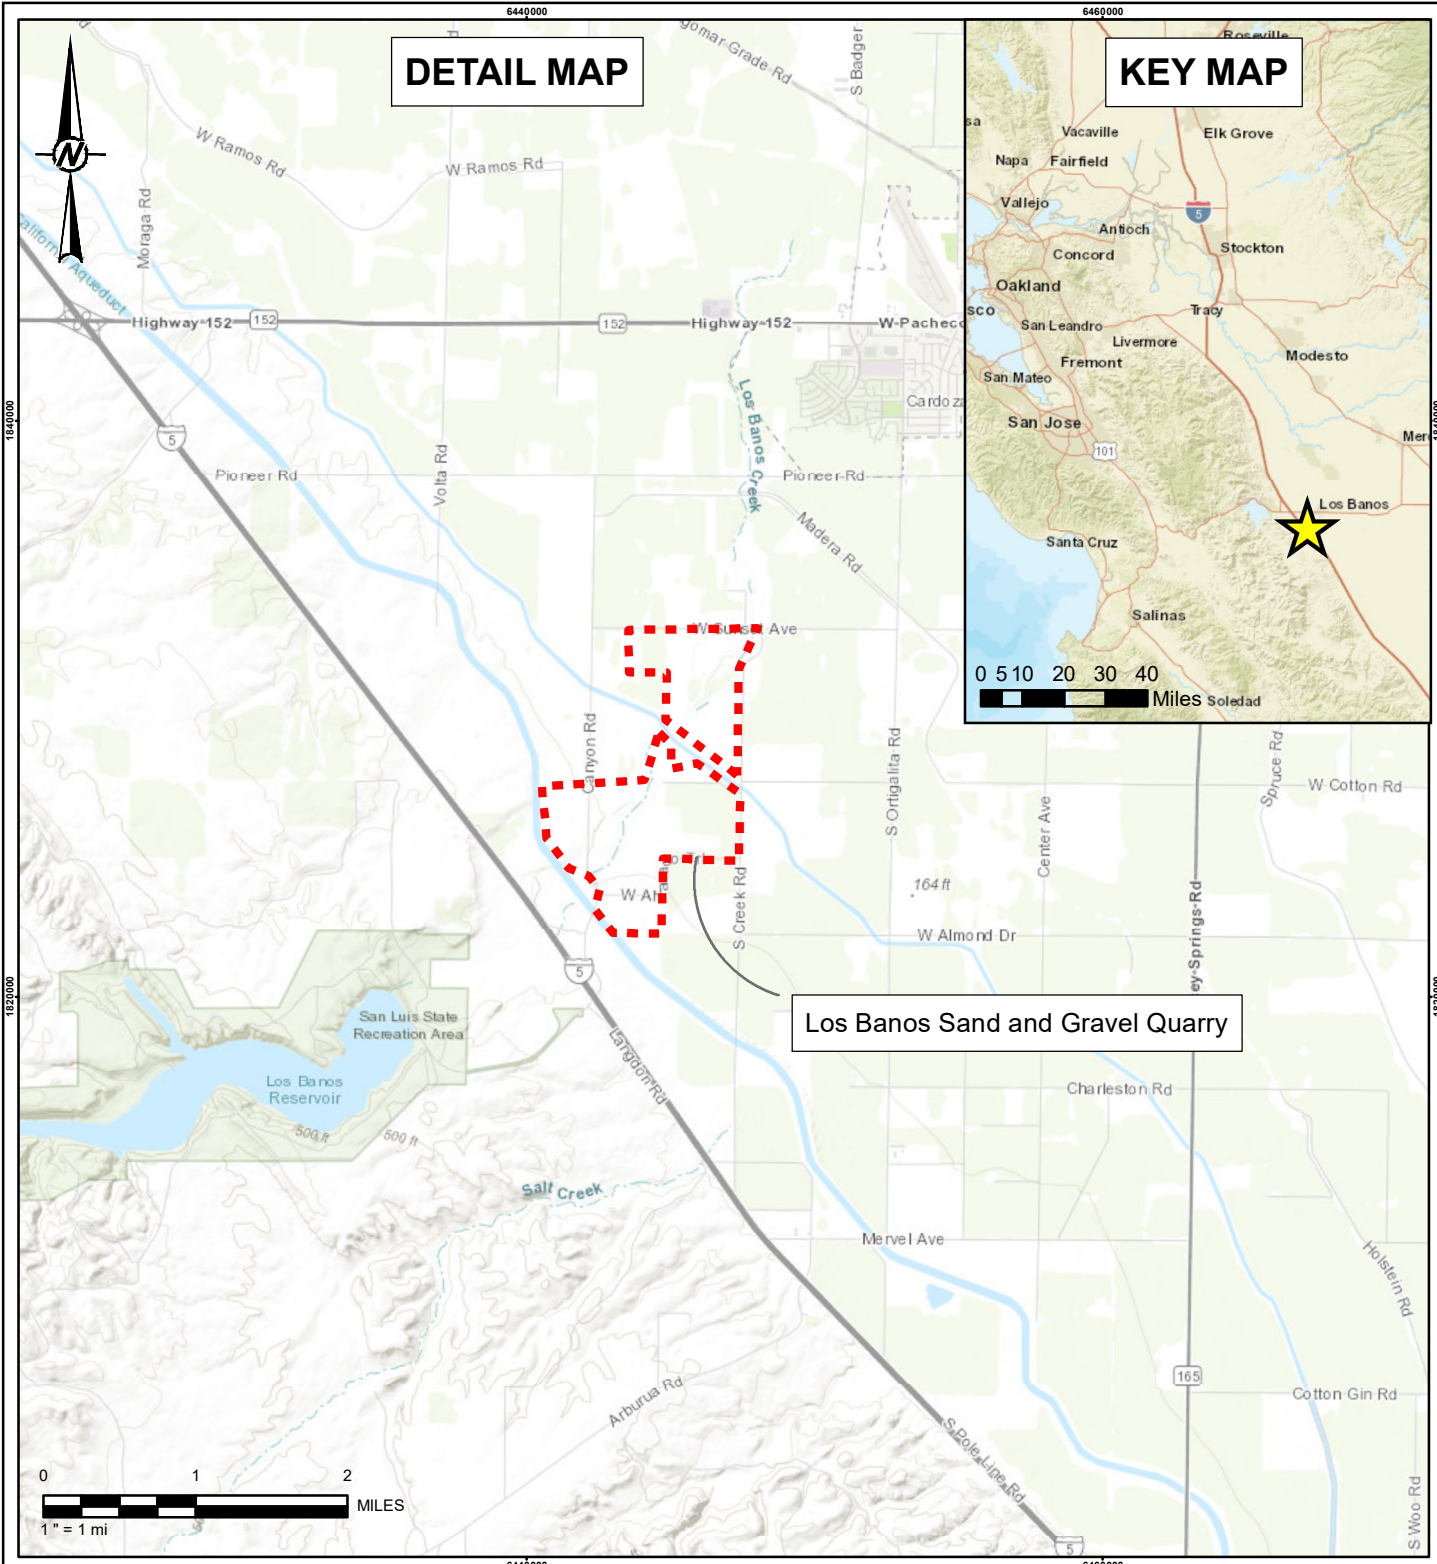 6440000
6460000
DETAIL MAP
KEY MAP
N
Roseville
Vacaville
Elk Grove
Napa
Fairfield
Vallejo
5
Antioch
Stockton
Concord
Oakland
Tracy
San Leandro
Livermore
Modesto
Fremont
San Mateo
San Jose
101
Los Banos
Santa Cruz
Salinas
0 5 10 20 30 40
Miles
Soledad
S Badger
W Ramos Rd
W Ramos Rd
Moraga Rd
Grade Rd
Aqueduct
Highway 152
152
152
Highway 152
W Pacheco
Los Banos Creek
1840000
5
Pioneer Rd
Volta Rd
Pioneer Rd
Madera Rd
W Sunset Ave
Canyon Rd
S Ortigalita Rd
Spruce Rd
W Cotton Rd
Center Ave
164 ft
S Creek Rd
W Almond Dr
1820000
5
San Luis State
Recreation Area
Los Banos
Reservoir
500 ft
500 ft
Langdon Rd
Los Banos Sand and Gravel Quarry
Charleston Rd
Salt Creek
Mervel Ave
Holstein Rd
165
Arburua Rd
Cotton Gin Rd
S Pole Line Rd
S Woo Rd
5
0 1 2
MILES
1 " = 1 mi